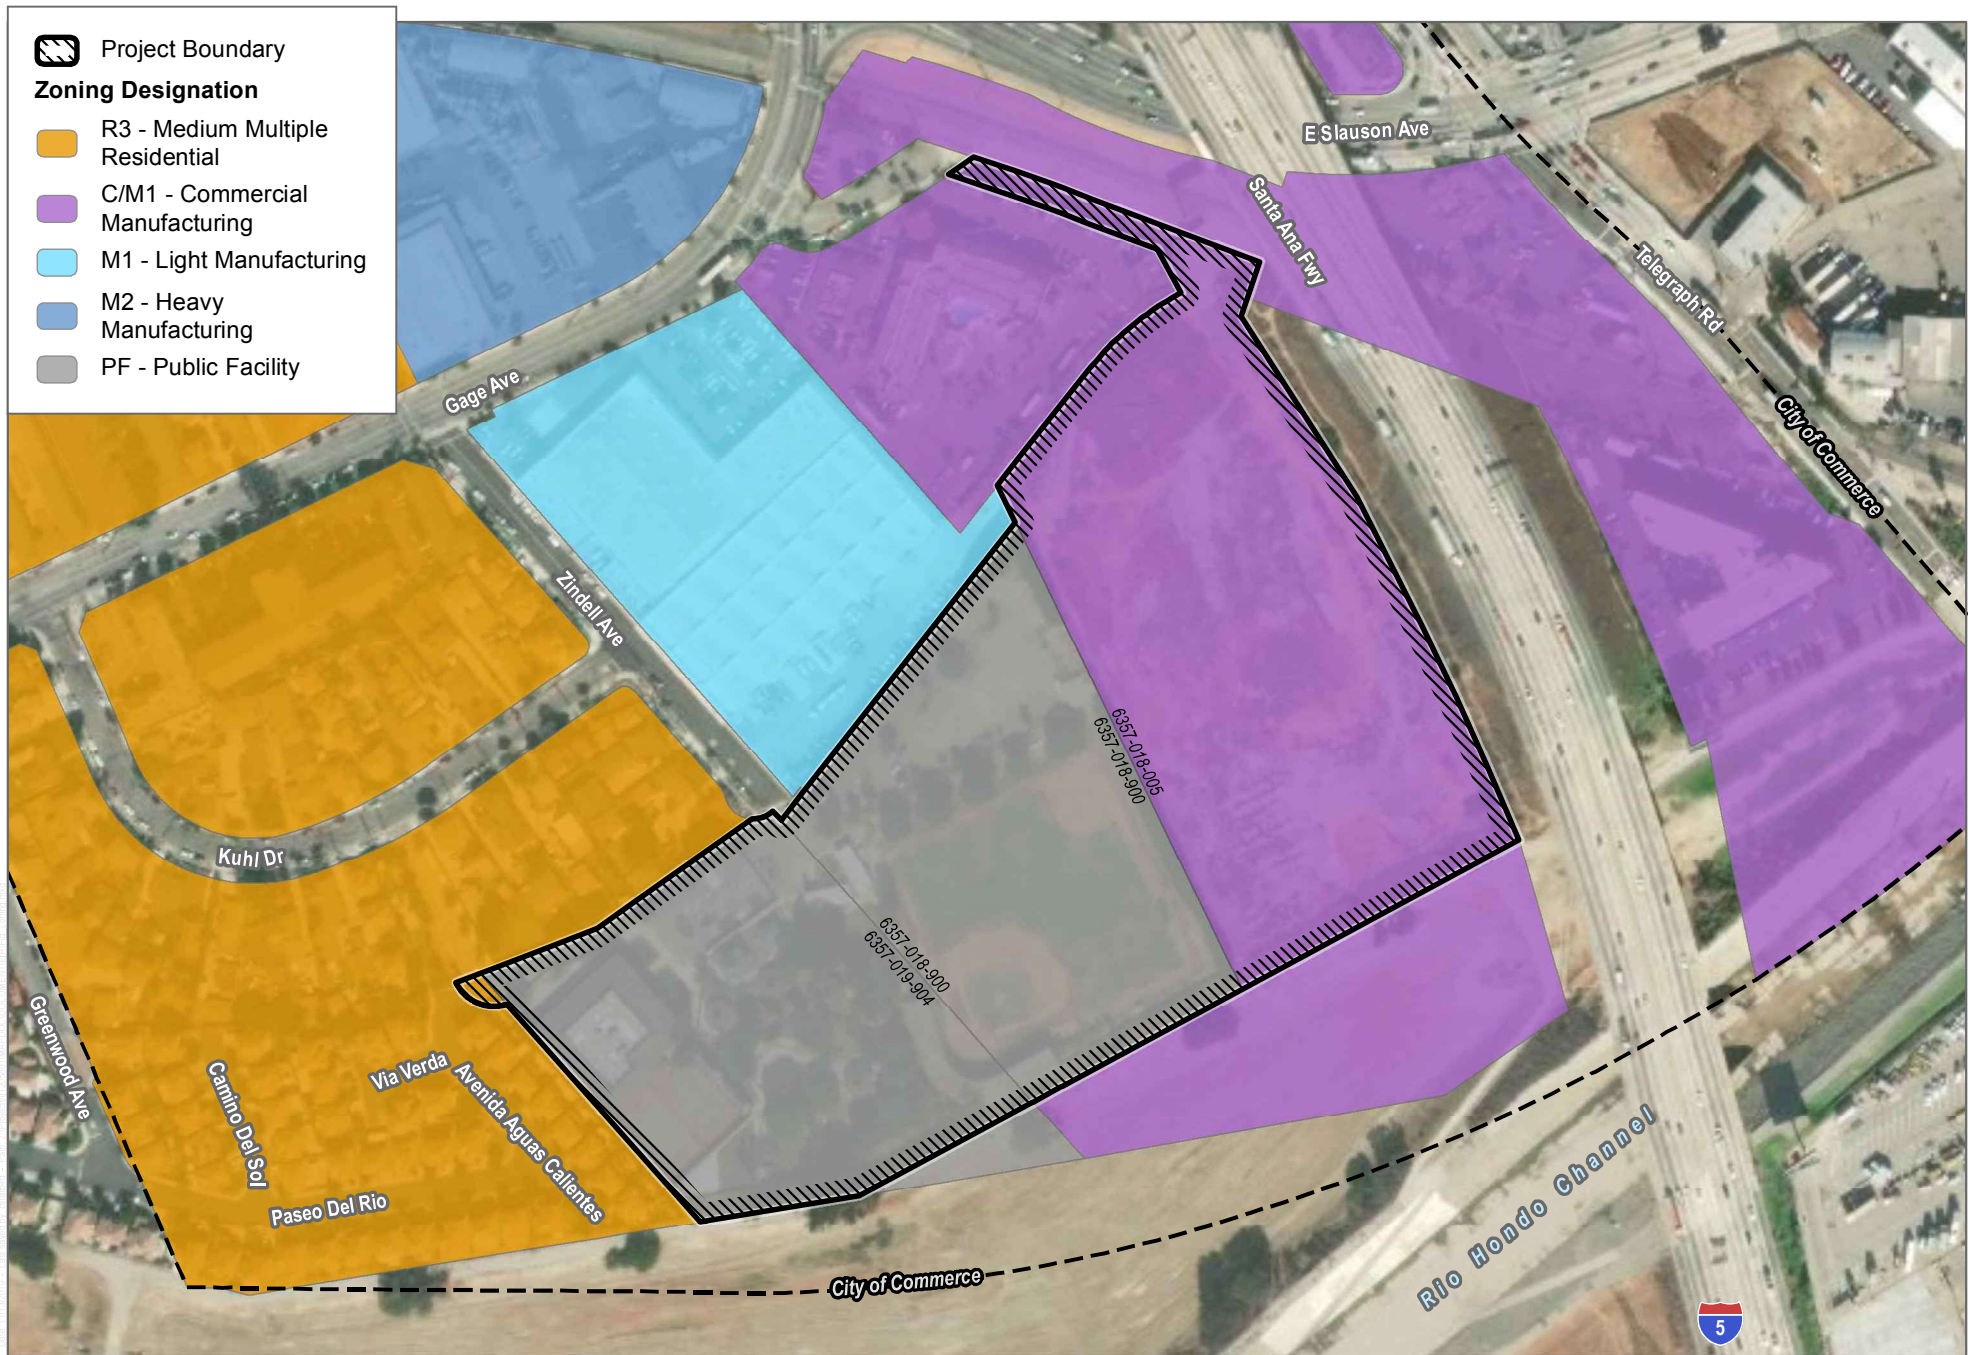 Project Boundary
Zoning Designation
R3 - Medium Multiple
Residential
C/M1 - Commercial
Manufacturing
M1 - Light Manufacturing
M2 - Heavy
Manufacturing
PF - Public Facility
E Slauson Ave
Santa Ana Fwy
Telegraph Rd
City of Commerce
Gage Ave
Zindell Ave
6357-018-005
6357-018-900
Kuhl Dr
6357-018-900
6357-019-904
Greenwood Ave
Camino Del Sol
Via Verda
Avenida Aguas Calientes
Paseo Del Rio
City of Commerce
Rio Hondo Channel
5